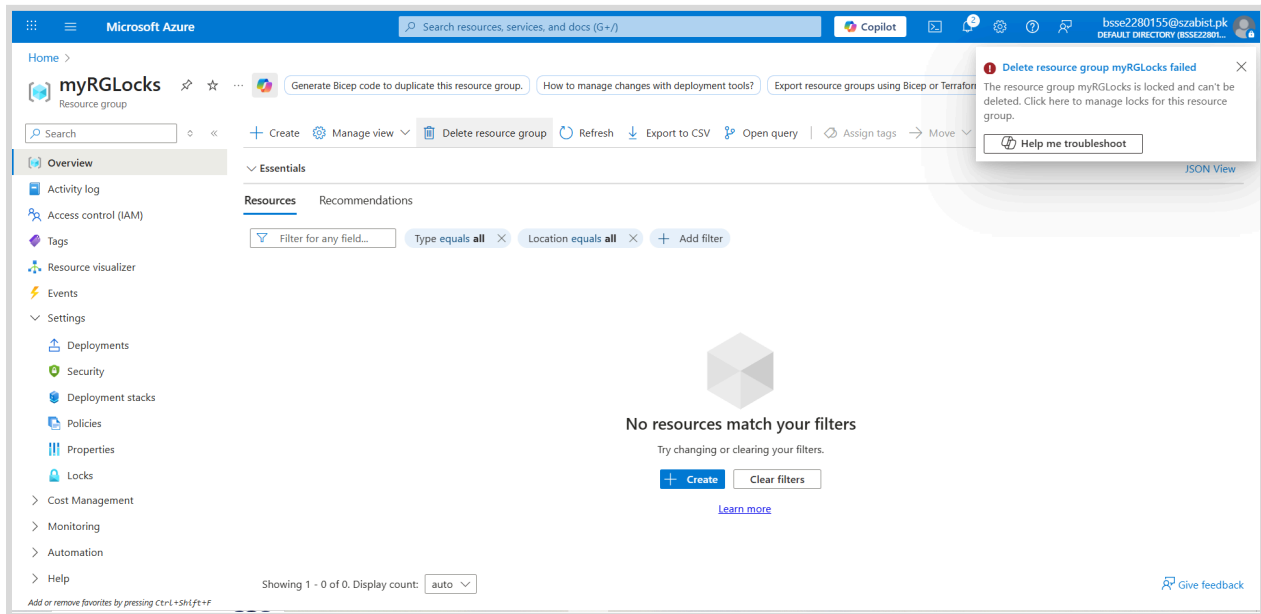 Microsoft Azure
Search resources, services, and docs (G+/)
Copilot
2
bsse2280155@szabist.pk
DEFAULT DIRECTORY (BSSE22801...
Home >
myRGLocks
Resource group
Generate Bicep code to duplicate this resource group.
How to manage changes with deployment tools?
Export resource groups using Bicep or Terraform
Delete resource group myRGLocks failed
The resource group myRGLocks is locked and can't be
deleted. Click here to manage locks for this resource
group.
Help me troubleshoot
Search
Create
Manage view
Delete resource group
Refresh
Export to CSV
Open query
Assign tags
Move
Overview
Activity log
Access control (IAM)
Tags
Resource visualizer
Events
Settings
Deployments
Security
Deployment stacks
Policies
Properties
Locks
Cost Management
Monitoring
Automation
Help
Add or remove favorites by pressing Ctrl+Shift+F
Essentials
JSON View
Resources
Recommendations
Filter for any field...
Type equals all
Location equals all
Add filter
No resources match your filters
Try changing or clearing your filters.
Create
Clear filters
Learn more
Showing 1 - 0 of 0. Display count:
auto
Give feedback